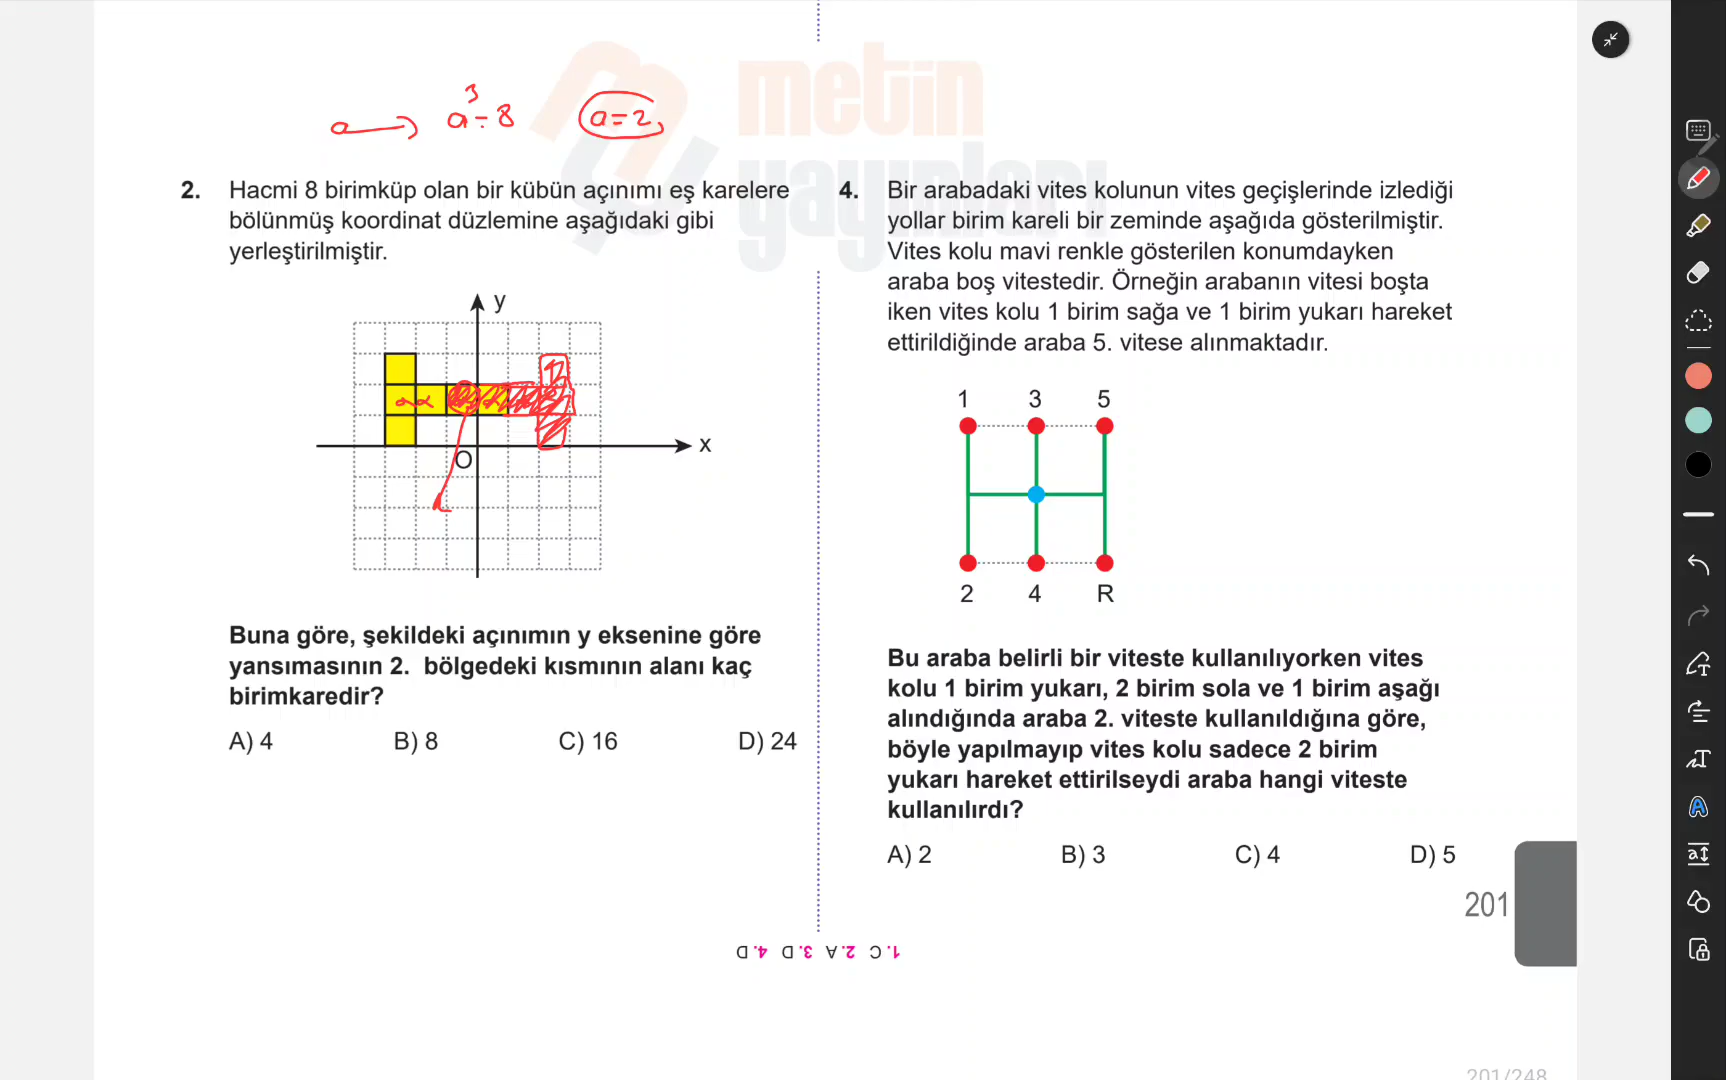 metin
yayınları
a → a³ = 8 a = 2
2. Hacmi 8 birimküp olan bir kübün açınımı eş karelere
bölünmüş koordinat düzlemine aşağıdaki gibi
yerleştirilmiştir.
y
a a
x
O
Buna göre, şekildeki açınımın y eksenine göre
yansımasının 2. bölgedeki kısmının alanı kaç
birimkaredir?
A) 4 B) 8 C) 16 D) 24
4. Bir arabadaki vites kolunun vites geçişlerinde izlediği
yollar birim kareli bir zeminde aşağıda gösterilmiştir.
Vites kolu mavi renkle gösterilen konumdayken
araba boş vitestedir. Örneğin arabanın vitesi boşta
iken vites kolu 1 birim sağa ve 1 birim yukarı hareket
ettirildiğinde araba 5. vitese alınmaktadır.
1 3 5
2 4 R
Bu araba belirli bir viteste kullanılıyorken vites
kolu 1 birim yukarı, 2 birim sola ve 1 birim aşağı
alındığında araba 2. viteste kullanıldığına göre,
böyle yapılmayıp vites kolu sadece 2 birim
yukarı hareket ettirilseydi araba hangi viteste
kullanılırdı?
A) 2 B) 3 C) 4 D) 5
201
1. C 2. A 3. D 4. D
201/248